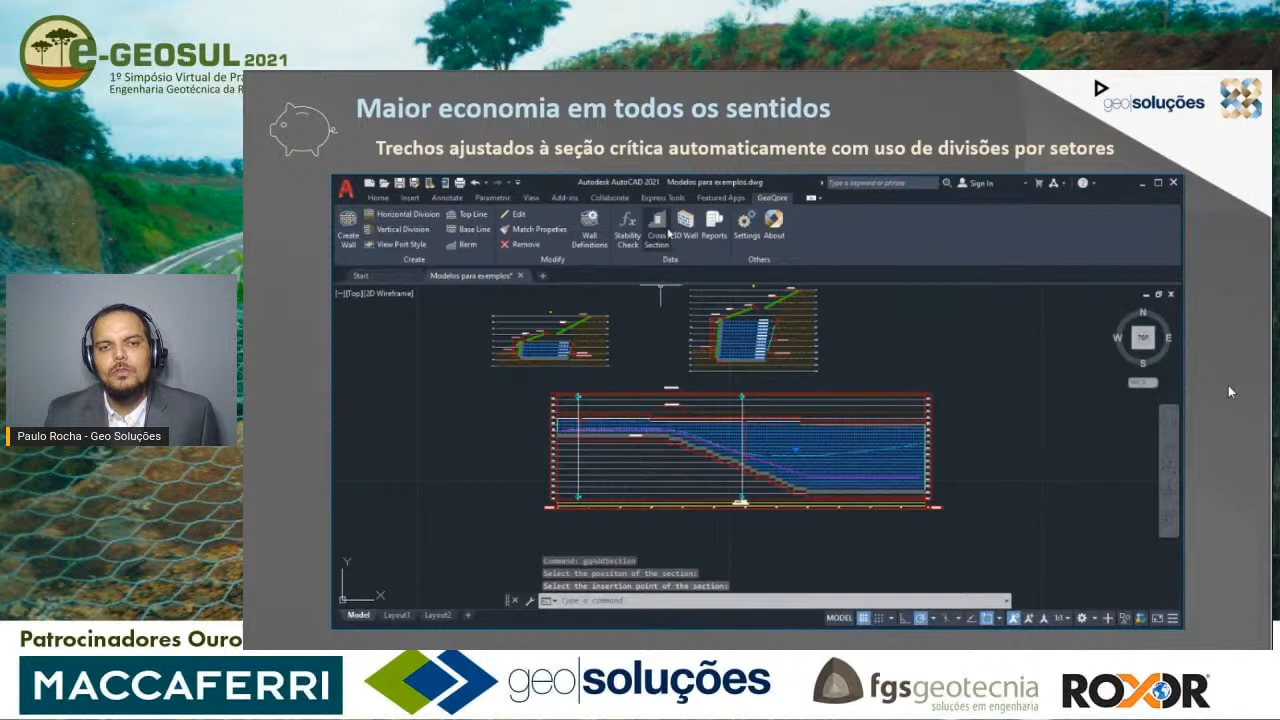 e-GEOSUL 2021
1º Simpósio Virtual de Pra
Engenharia Geotécnica da R
geo|soluções
Maior economia em todos os sentidos
Trechos ajustados à seção crítica automaticamente com uso de divisões por setores
Autodesk AutoCAD 2021 Modelos para exemplos.dwg
Type a keyword or phrase
Sign In
Home Insert Annotate Parametric View Add-ins Collaborate Express Tools Featured Apps GeoQore
Create Wall
Horizontal Division
Vertical Division
View Port Style
Top Line
Base Line
Berm
Create
Edit
Match Propeties
Remove
Wall Definitions
Modify
Stability Check
Cross Section
3D Wall
Reports
Data
Settings
About
Others
Start
Modelos para exemplos*
[−][Top][2D Wireframe]
N
W TOP E
S
WCS
Paulo Rocha - Geo Soluções
Command: gqAddSection
Select the position of the section:
Select the insertion point of the section:
Type a command
Y
X
Model Layout1 Layout2 +
MODEL
1:1
Patrocinadores Ouro
MACCAFERRI
geo|soluções
fgsgeotecnia
soluções em engenharia
ROXOR